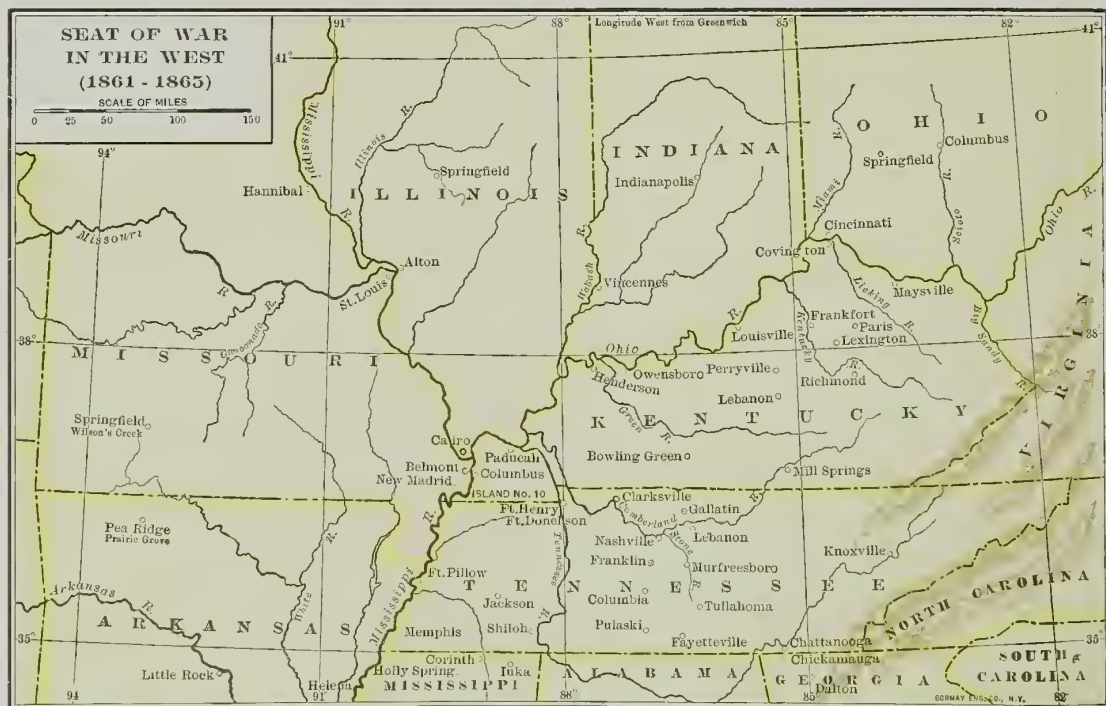 SEAT OF WAR
IN THE WEST
(1861 - 1865)
SCALE OF MILES
0 25 50 100 150
91°
88°
Longitude West from Greenwich
85°
82
41°
41°
94°
Mississippi
R.
Illinois
R.
Springfield
Hannibal
ILLINOIS
INDIANA
Indianapolis
OHIO
Columbus
Springfield
Miami
R.
Scioto
R.
Ohio R.
Missouri
R.
Alton
St. Louis
Wabash
R.
Vincennes
Cincinnati
Covington
Maysville
Licking
R.
Big
Sandy
R.
VIRGINIA
38°
38°
MISSOURI
R.
Ohio
R.
Louisville
Kentucky
R.
Frankfort
Paris
Lexington
Henderson
Owensboro
Perryville
Richmond
Lebanon
Green
R.
KENTUCKY
Springfield
Wilson's Creek
Cairo
Paducah
Bowling Green
Mill Springs
Belmont
Columbus
New Madrid
ISLAND No. 10
Clarksville
Ft. Henry
Ft. Donelson
Cumberland
R.
Gallatin
Pea Ridge
Prairie Grove
Nashville
Stone
R.
Lebanon
Franklin
Murfreesboro
Knoxville
Tennessee
R.
Ft. Pillow
TENNESSEE
Arkansas
R.
White
R.
Mississippi
R.
Jackson
Columbia
Tullahoma
NORTH CAROLINA
ARKANSAS
35°
Memphis
Shiloh
Pulaski
Fayetteville
Chattanooga
35°
Corinth
Chickamauga
Little Rock
Holly Spring
Iuka
ALABAMA
GEORGIA
SOUTH
CAROLINA
Helena
MISSISSIPPI
Dalton
94
91°
88
85°
82
BORMAY ENG. CO., N.Y.